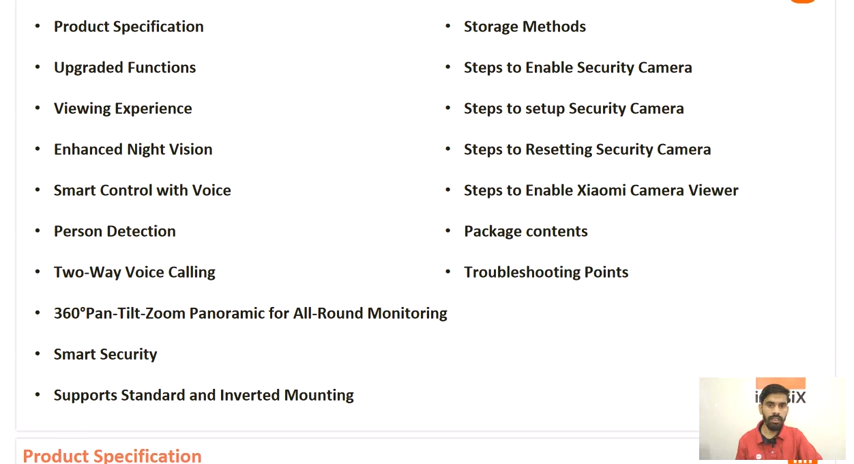 Product Specification
Upgraded Functions
Viewing Experience
Enhanced Night Vision
Smart Control with Voice
Person Detection
Two-Way Voice Calling
360°Pan-Tilt-Zoom Panoramic for All-Round Monitoring
Smart Security
Supports Standard and Inverted Mounting
Storage Methods
Steps to Enable Security Camera
Steps to setup Security Camera
Steps to Resetting Security Camera
Steps to Enable Xiaomi Camera Viewer
Package contents
Troubleshooting Points
Product Specification